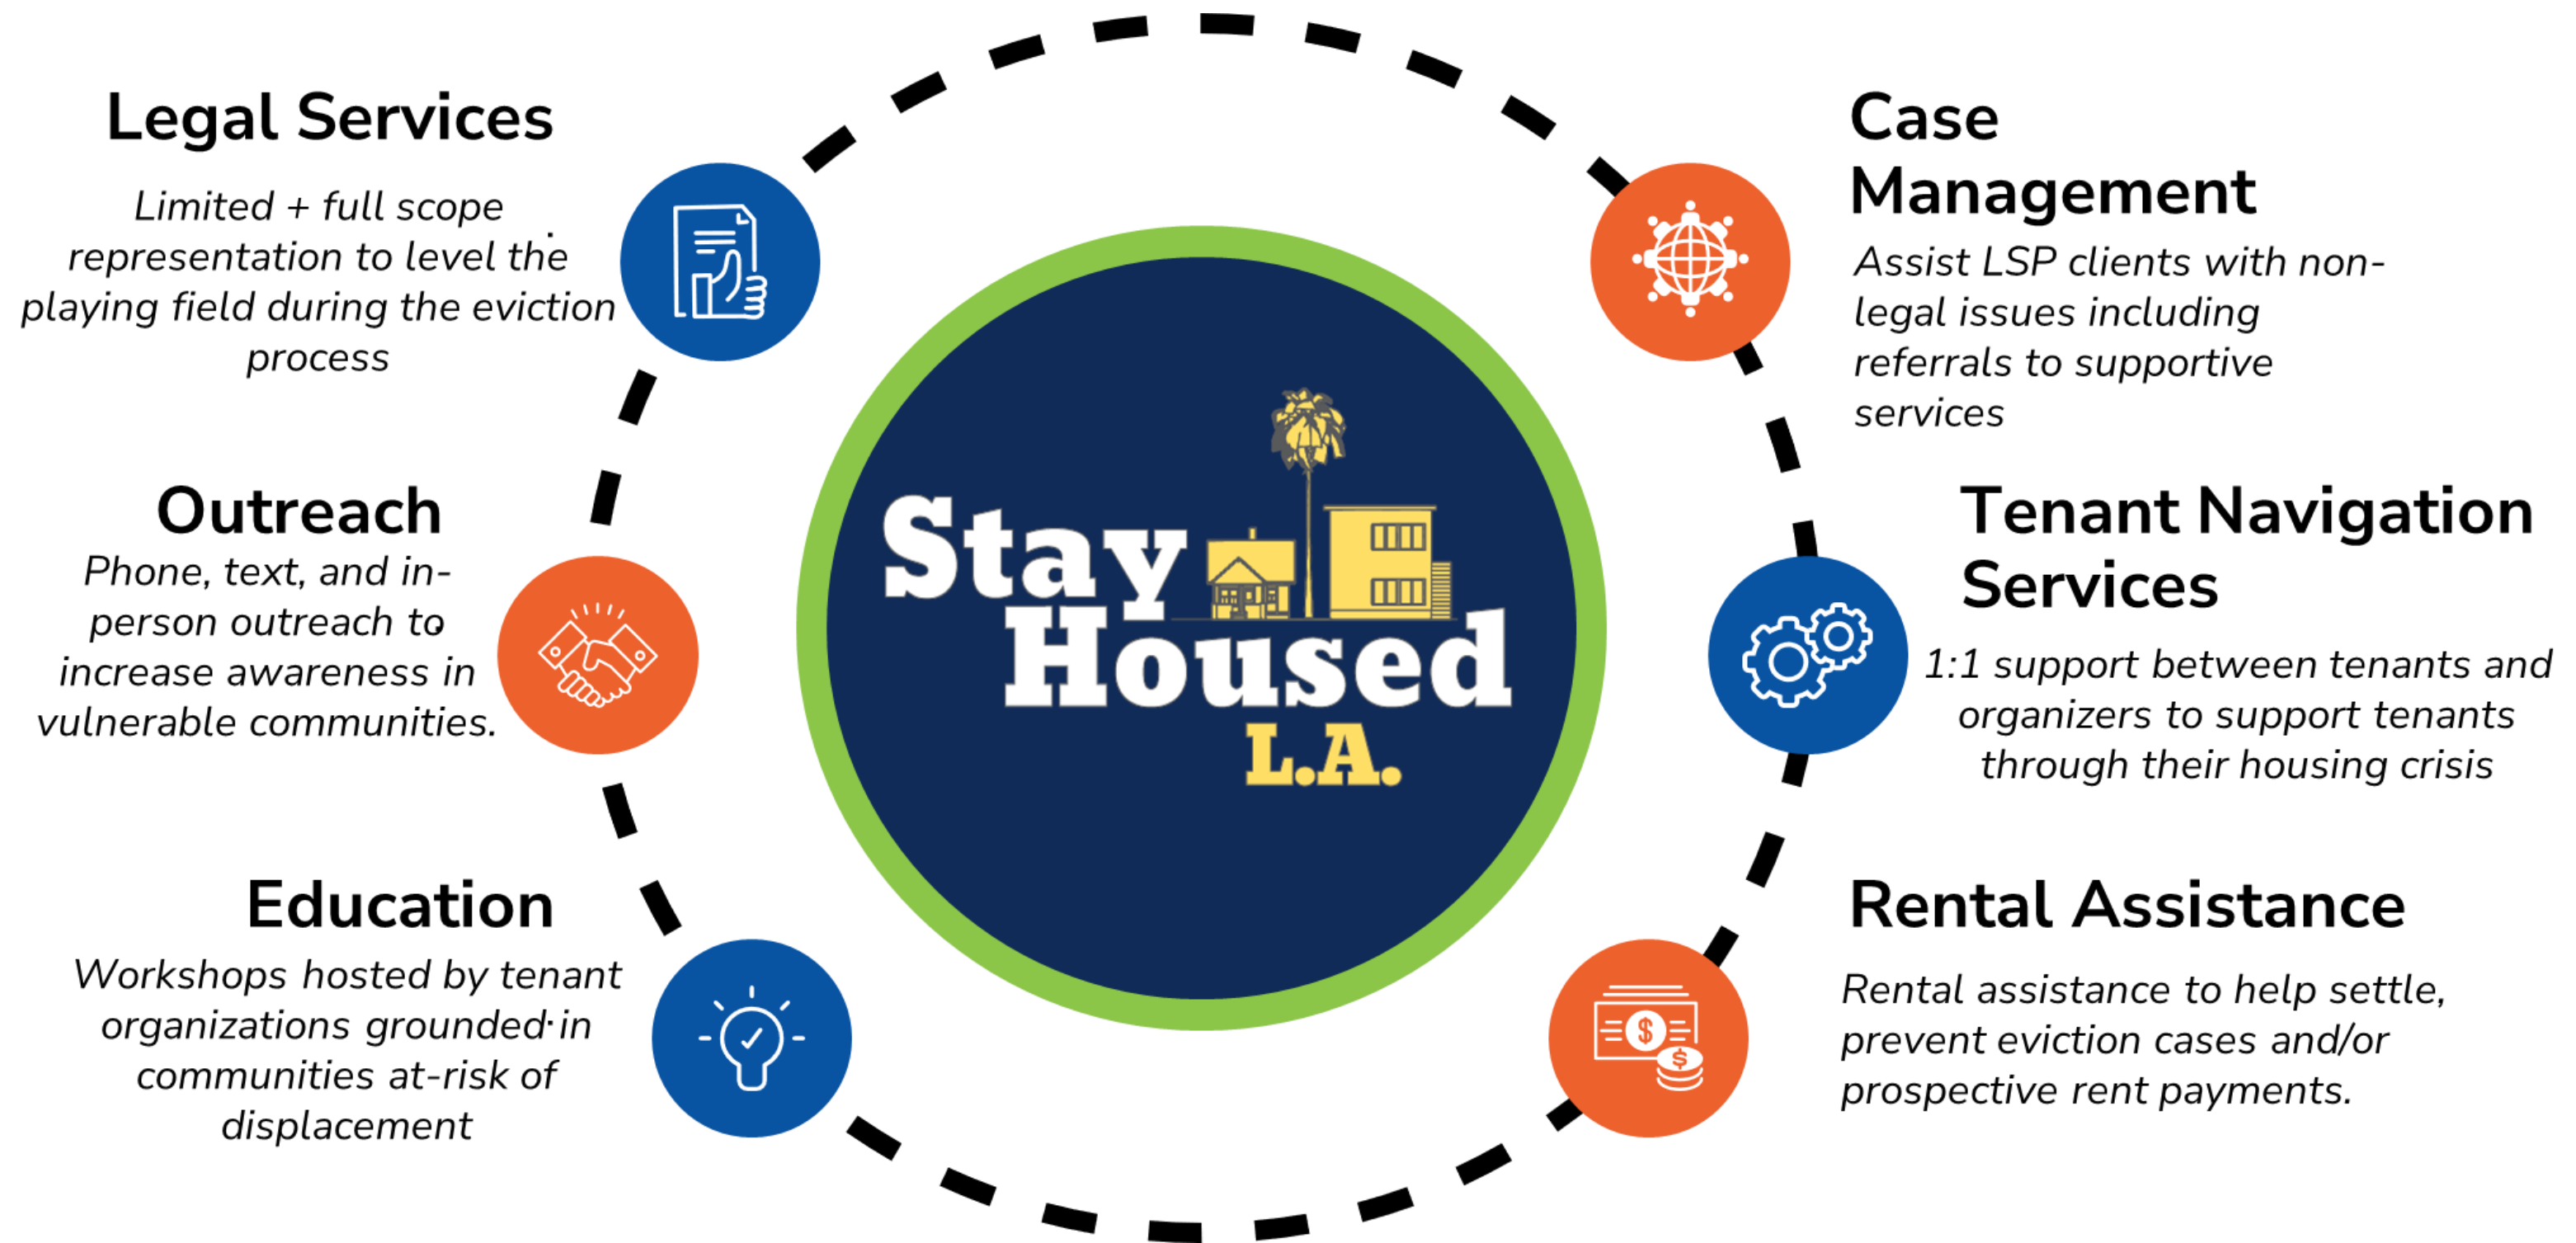 Legal Services
Limited + full scope
representation to level the
playing field during the eviction
process
Outreach
Phone, text, and in-
person outreach to
increase awareness in
vulnerable communities.
Education
Workshops hosted by tenant
organizations grounded in
communities at-risk of
displacement
Stay
Housed
L.A.
Case
Management
Assist LSP clients with non-
legal issues including
referrals to supportive
services
Tenant Navigation
Services
1:1 support between tenants and
organizers to support tenants
through their housing crisis
Rental Assistance
Rental assistance to help settle,
prevent eviction cases and/or
prospective rent payments.
$
$